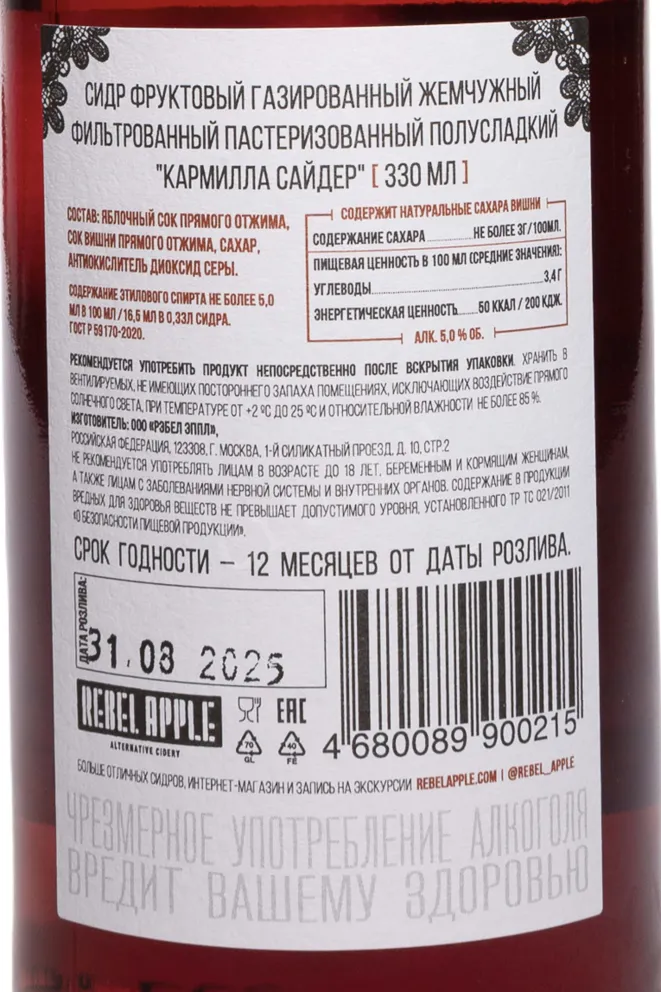 СИДР ФРУКТОВЫЙ ГАЗИРОВАННЫЙ ЖЕМЧУЖНЫЙ
ФИЛЬТРОВАННЫЙ ПАСТЕРИЗОВАННЫЙ ПОЛУСЛАДКИЙ
"КАРМИЛЛА САЙДЕР" [ 330 МЛ ]
СОСТАВ: ЯБЛОЧНЫЙ СОК ПРЯМОГО ОТЖИМА,
СОК ВИШНИ ПРЯМОГО ОТЖИМА, САХАР,
АНТИОКИСЛИТЕЛЬ ДИОКСИД СЕРЫ.
СОДЕРЖАНИЕ ЭТИЛОВОГО СПИРТА НЕ БОЛЕЕ 5,0
МЛ В 100 МЛ / 16,5 МЛ В 0,33Л СИДРА.
ГОСТ Р 59170-2020.
СОДЕРЖИТ НАТУРАЛЬНЫЕ САХАРА ВИШНИ
СОДЕРЖАНИЕ САХАРА НЕ БОЛЕЕ 3Г/100МЛ.
ПИЩЕВАЯ ЦЕННОСТЬ В 100 МЛ (СРЕДНИЕ ЗНАЧЕНИЯ):
УГЛЕВОДЫ 3,4 Г
ЭНЕРГЕТИЧЕСКАЯ ЦЕННОСТЬ 50 ККАЛ / 200 КДЖ.
АЛК. 5,0 % ОБ.
РЕКОМЕНДУЕТСЯ УПОТРЕБИТЬ ПРОДУКТ НЕПОСРЕДСТВЕННО ПОСЛЕ ВСКРЫТИЯ УПАКОВКИ. ХРАНИТЬ В
ВЕНТИЛИРУЕМЫХ, НЕ ИМЕЮЩИХ ПОСТОРОННЕГО ЗАПАХА ПОМЕЩЕНИЯХ, ИСКЛЮЧАЮЩИХ ВОЗДЕЙСТВИЕ ПРЯМОГО
СОЛНЕЧНОГО СВЕТА, ПРИ ТЕМПЕРАТУРЕ ОТ +2 ºС ДО 25 ºС И ОТНОСИТЕЛЬНОЙ ВЛАЖНОСТИ НЕ БОЛЕЕ 85 %.
ИЗГОТОВИТЕЛЬ: ООО «РЭБЕЛ ЭППЛ»,
РОССИЙСКАЯ ФЕДЕРАЦИЯ, 123308, Г. МОСКВА, 1-Й СИЛИКАТНЫЙ ПРОЕЗД, Д. 10, СТР.2
НЕ РЕКОМЕНДУЕТСЯ УПОТРЕБЛЯТЬ ЛИЦАМ В ВОЗРАСТЕ ДО 18 ЛЕТ, БЕРЕМЕННЫМ И КОРМЯЩИМ ЖЕНЩИНАМ,
А ТАКЖЕ ЛИЦАМ С ЗАБОЛЕВАНИЯМИ НЕРВНОЙ СИСТЕМЫ И ВНУТРЕННИХ ОРГАНОВ. СОДЕРЖАНИЕ В ПРОДУКЦИИ
ВРЕДНЫХ ДЛЯ ЗДОРОВЬЯ ВЕЩЕСТВ НЕ ПРЕВЫШАЕТ ДОПУСТИМОГО УРОВНЯ, УСТАНОВЛЕННОГО ТР ТС 021/2011
«О БЕЗОПАСНОСТИ ПИЩЕВОЙ ПРОДУКЦИИ».
СРОК ГОДНОСТИ – 12 МЕСЯЦЕВ ОТ ДАТЫ РОЗЛИВА.
ДАТА РОЗЛИВА:
31.08 2025
REBEL APPLE
ALTERNATIVE CIDERY
EAC
70
GL
40
FE
4 680089 900215
БОЛЬШЕ ОТЛИЧНЫХ СИДРОВ, ИНТЕРНЕТ-МАГАЗИН И ЗАПИСЬ НА ЭКСКУРСИИ REBELAPPLE.COM | @REBEL_APPLE
ЧРЕЗМЕРНОЕ УПОТРЕБЛЕНИЕ АЛКОГОЛЯ
ВРЕДИТ ВАШЕМУ ЗДОРОВЬЮ